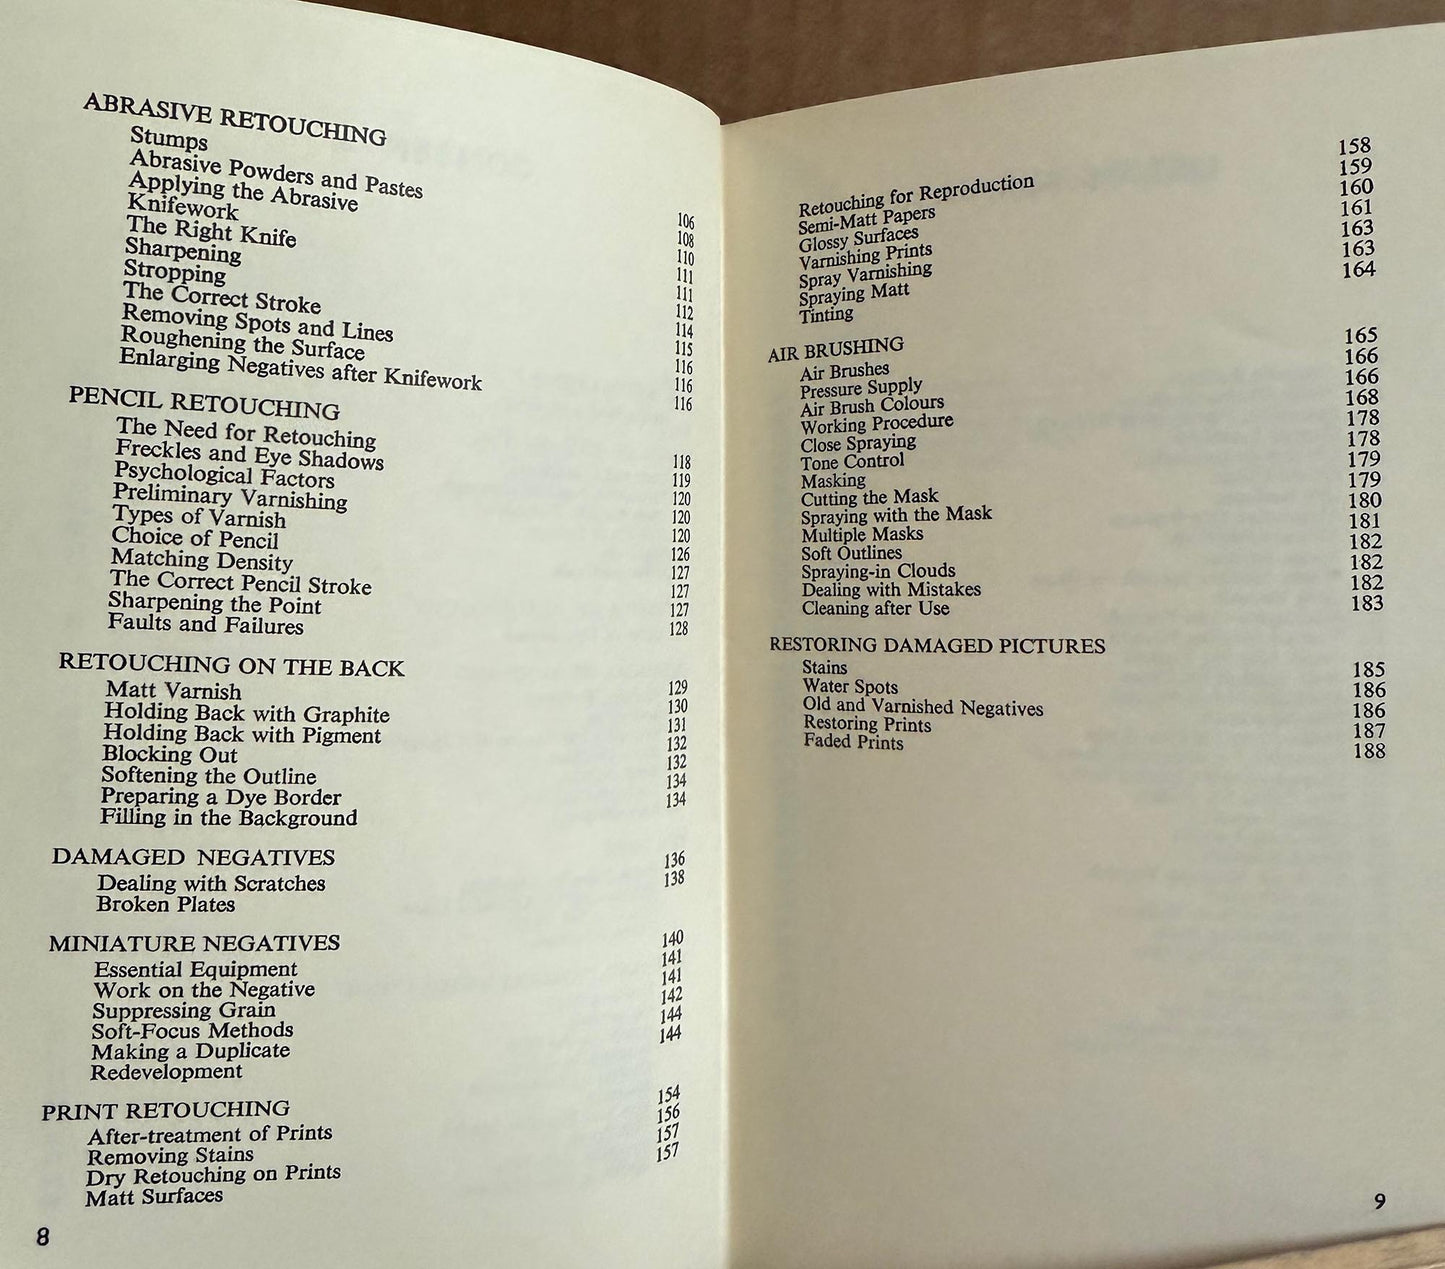 ABRASIVE RETOUCHING
Stumps 106
Abrasive Powders and Pastes 108
Applying the Abrasive 110
Knifework 111
The Right Knife 111
Sharpening 112
Stropping 114
The Correct Stroke 115
Removing Spots and Lines 116
Roughening the Surface 116
Enlarging Negatives after Knifework 116
PENCIL RETOUCHING
The Need for Retouching 118
Freckles and Eye Shadows 119
Psychological Factors 120
Preliminary Varnishing 120
Types of Varnish 120
Choice of Pencil 126
Matching Density 127
The Correct Pencil Stroke 127
Sharpening the Point 127
Faults and Failures 128
RETOUCHING ON THE BACK
Matt Varnish 129
Holding Back with Graphite 130
Holding Back with Pigment 131
Blocking Out 132
Softening the Outline 132
Preparing a Dye Border 134
Filling in the Background 134
DAMAGED NEGATIVES
Dealing with Scratches 136
Broken Plates 138
MINIATURE NEGATIVES
Essential Equipment 140
Work on the Negative 141
Suppressing Grain 141
Soft-Focus Methods 142
Making a Duplicate 144
Redevelopment 144
PRINT RETOUCHING
After-treatment of Prints 154
Removing Stains 156
Dry Retouching on Prints 157
Matt Surfaces 157
8
Retouching for Reproduction 158
Semi-Matt Papers 159
Glossy Surfaces 160
Varnishing Prints 161
Spray Varnishing 163
Spraying Matt 163
Tinting 164
AIR BRUSHING
Air Brushes 165
Pressure Supply 166
Air Brush Colours 166
Working Procedure 168
Close Spraying 178
Tone Control 178
Masking 179
Cutting the Mask 179
Spraying with the Mask 180
Multiple Masks 181
Soft Outlines 182
Spraying-in Clouds 182
Dealing with Mistakes 182
Cleaning after Use 183
RESTORING DAMAGED PICTURES
Stains 185
Water Spots 186
Old and Varnished Negatives 186
Restoring Prints 187
Faded Prints 188
9